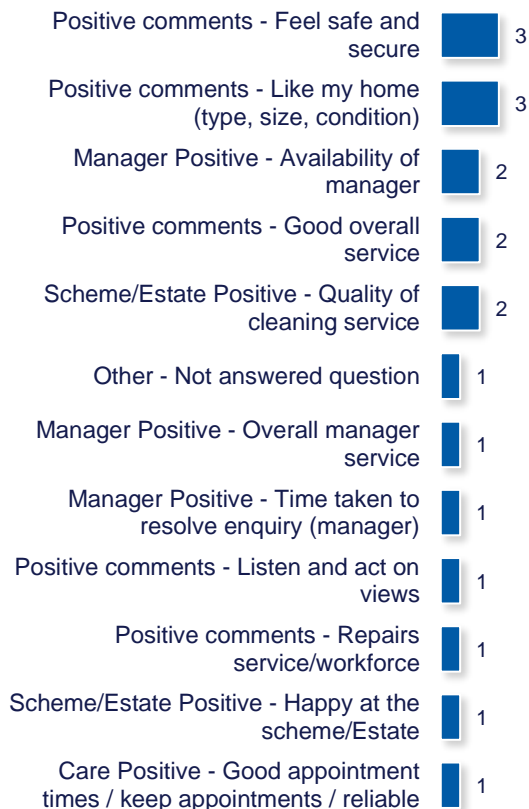 Positive comments - Feel safe and
secure
3
Positive comments - Like my home
(type, size, condition)
3
Manager Positive - Availability of
manager
2
Positive comments - Good overall
service
2
Scheme/Estate Positive - Quality of
cleaning service
2
Other - Not answered question
1
Manager Positive - Overall manager
service
1
Manager Positive - Time taken to
resolve enquiry (manager)
1
Positive comments - Listen and act on
views
1
Positive comments - Repairs
service/workforce
1
Scheme/Estate Positive - Happy at the
scheme/Estate
1
Care Positive - Good appointment
times / keep appointments / reliable
1